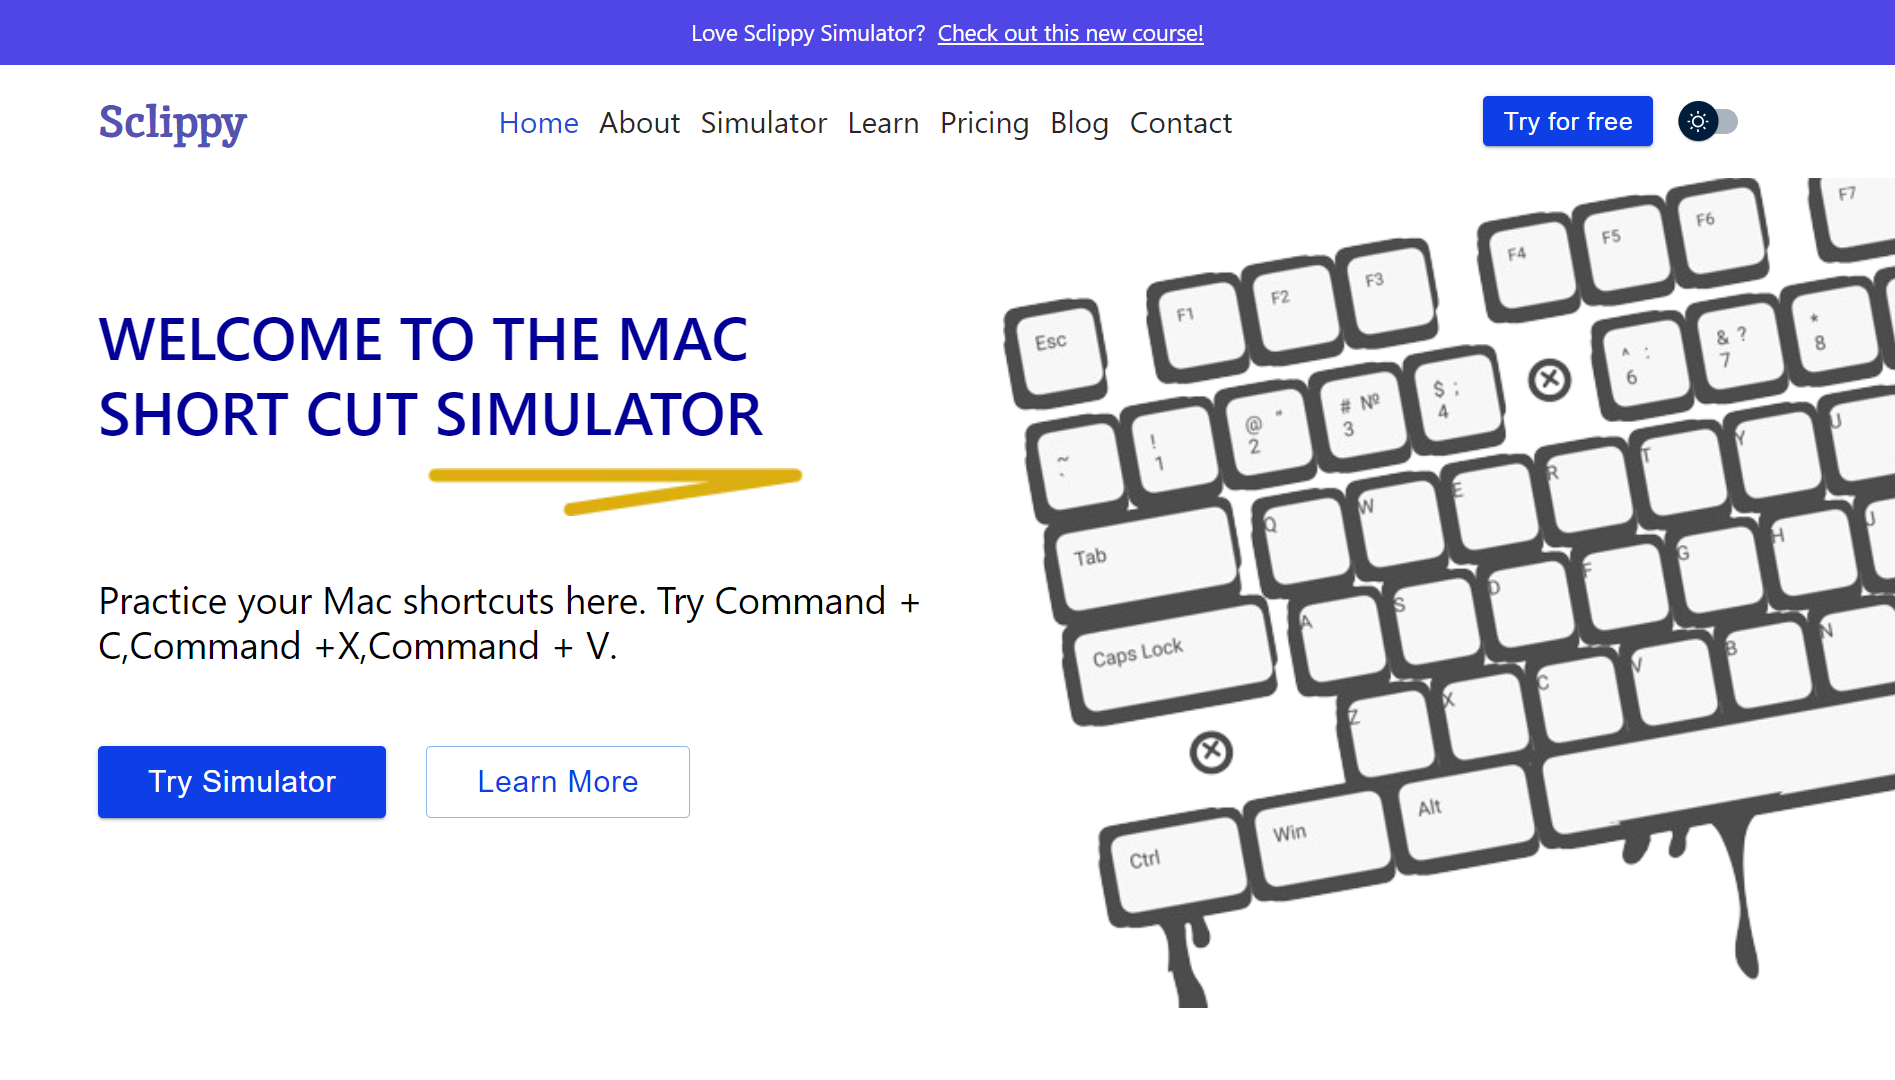 Love Sclippy Simulator? Check out this new course!
Sclippy
Home About Simulator Learn Pricing Blog Contact
Try for free
WELCOME TO THE MAC
SHORT CUT SIMULATOR
Practice your Mac shortcuts here. Try Command +
C,Command +X,Command + V.
Try Simulator
Learn More
Esc F1 F2 F3 F4 F5 F6 F7
~ `
! 1
@ " 2
# № 3
$ ; 4
^ : 6
& ? 7
* 8
Tab Q W E R T Y U
Caps Lock A S D F G H J
Z X C V B N
Ctrl Win Alt